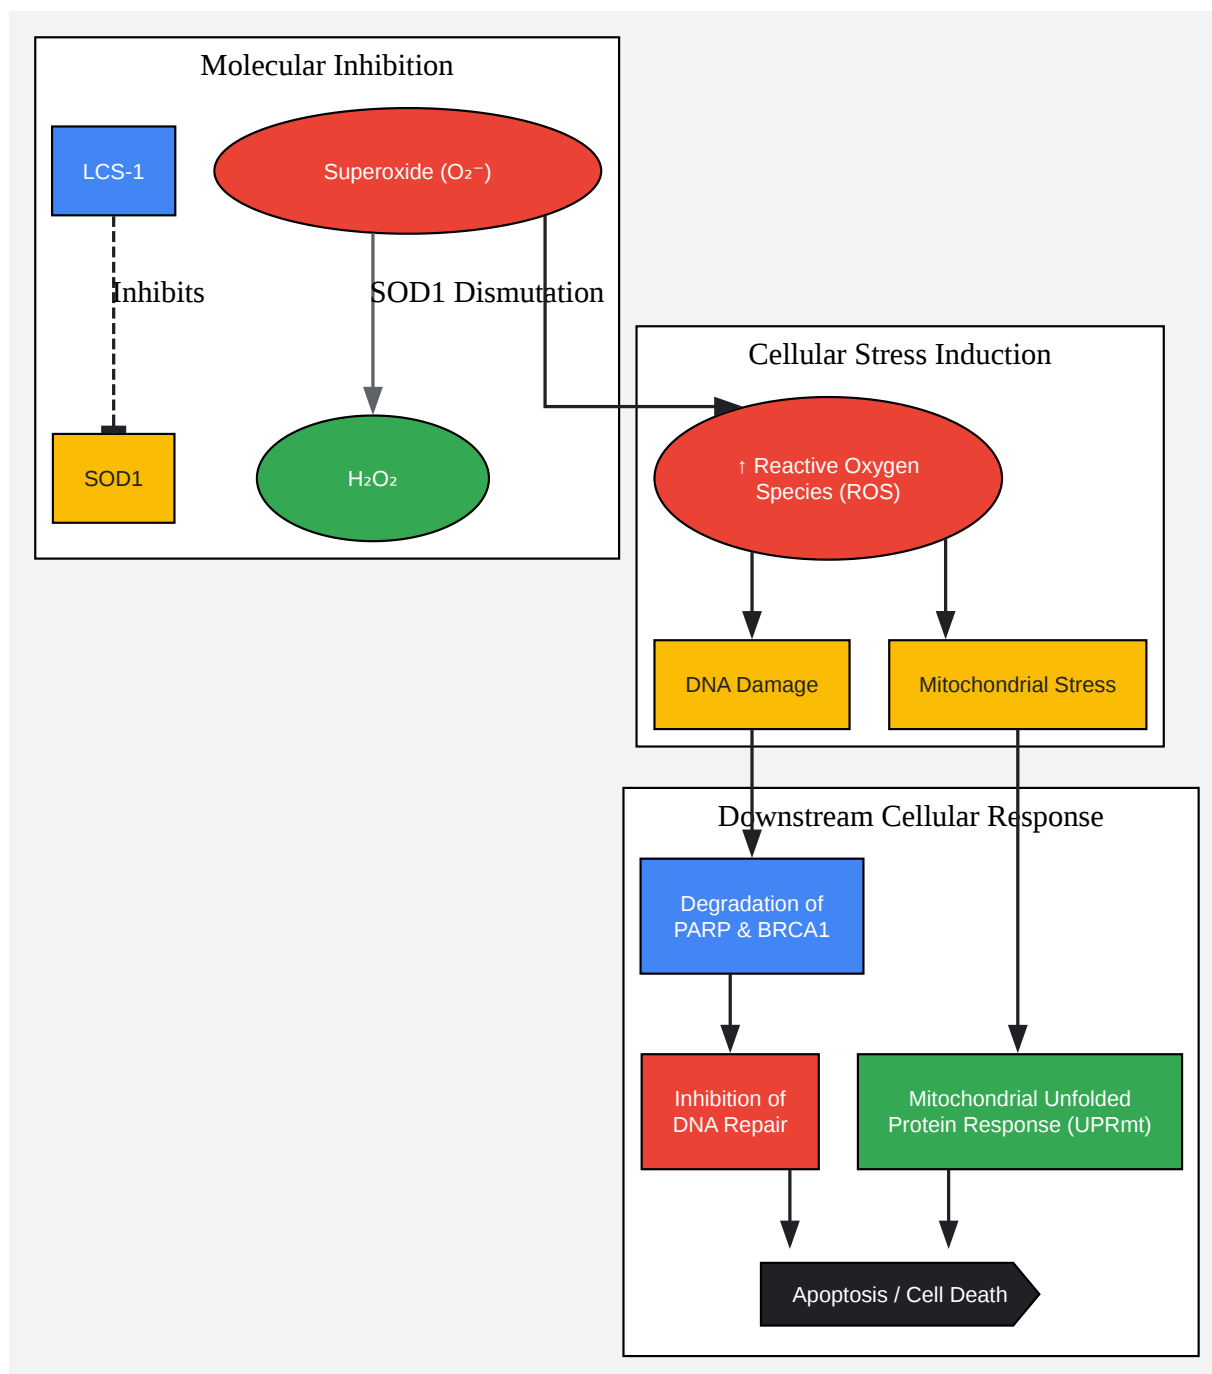 Molecular Inhibition
LCS-1
Superoxide (O₂⁻)
Inhibits
SOD1 Dismutation
SOD1
H₂O₂
Cellular Stress Induction
↑ Reactive Oxygen
Species (ROS)
DNA Damage
Mitochondrial Stress
Downstream Cellular Response
Degradation of
PARP & BRCA1
Inhibition of
DNA Repair
Mitochondrial Unfolded
Protein Response (UPRmt)
Apoptosis / Cell Death